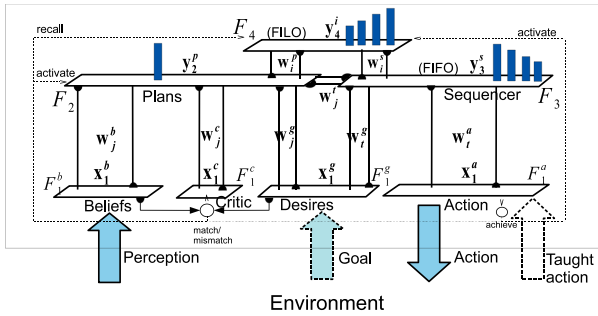 recall
F₄ (FILO) y₄ⁱ
activate
y₂ᵖ wᵢᵖ wᵢˢ (FIFO) y₃ˢ
activate
F₂ Plans wⱼᵗ Sequencer F₃
wⱼᵇ wⱼᶜ wⱼᵍ wₜᵍ wₜᵃ
x₁ᵇ x₁ᶜ x₁ᵍ x₁ᵃ
F₁ᵇ F₁ᶜ F₁ᵍ F₁ᵃ
Beliefs Critic Desires Action
match/
mismatch
achieve
Perception Goal Action Taught
action
Environment